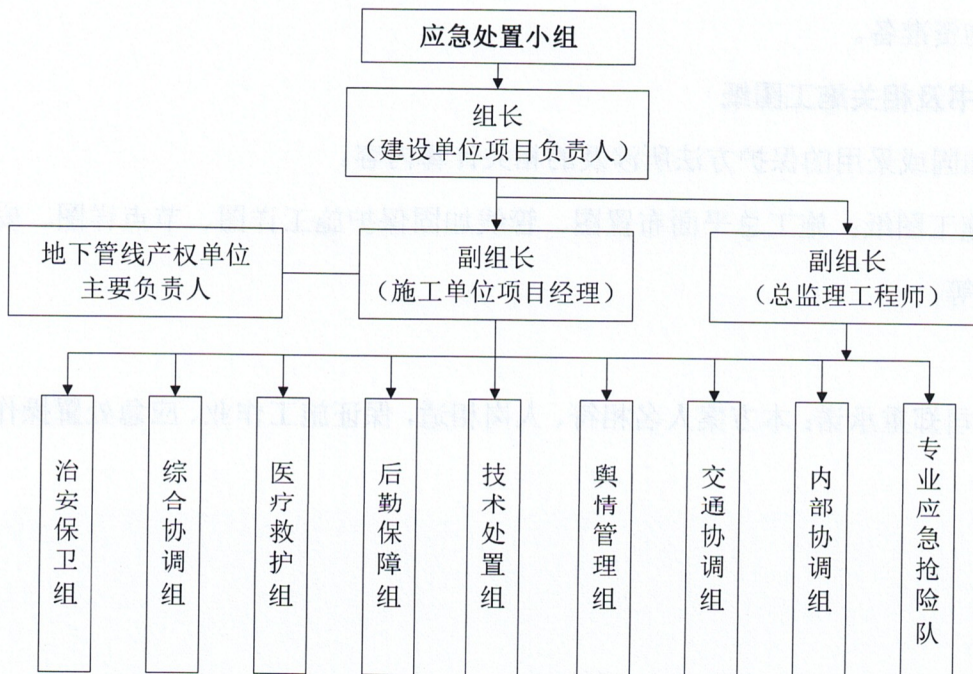 应急处置小组
组长
（建设单位项目负责人）
地下管线产权单位
主要负责人
副组长
（施工单位项目经理）
副组长
（总监理工程师）
治安保卫组
综合协调组
医疗救护组
后勤保障组
技术处置组
舆情管理组
交通协调组
内部协调组
专业应急抢险队